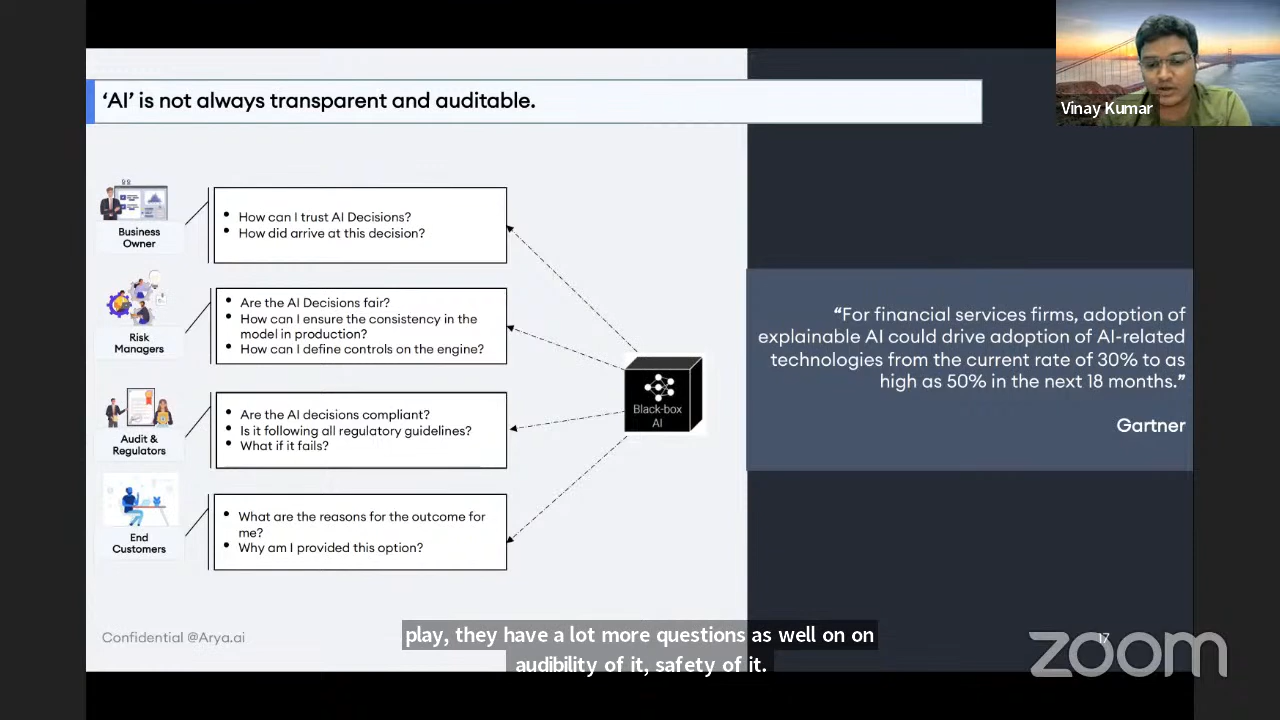 Vinay Kumar
‘AI’ is not always transparent and auditable.
Business
Owner
• How can I trust AI Decisions?
• How did arrive at this decision?
Risk
Managers
• Are the AI Decisions fair?
• How can I ensure the consistency in the
model in production?
• How can I define controls on the engine?
Audit &
Regulators
• Are the AI decisions compliant?
• Is it following all regulatory guidelines?
• What if it fails?
End
Customers
• What are the reasons for the outcome for
me?
• Why am I provided this option?
Black-box
AI
“For financial services firms, adoption of
explainable AI could drive adoption of AI-related
technologies from the current rate of 30% to as
high as 50% in the next 18 months.”
Gartner
Confidential @Arya.ai
17
play, they have a lot more questions as well on on
audibility of it, safety of it.
zoom